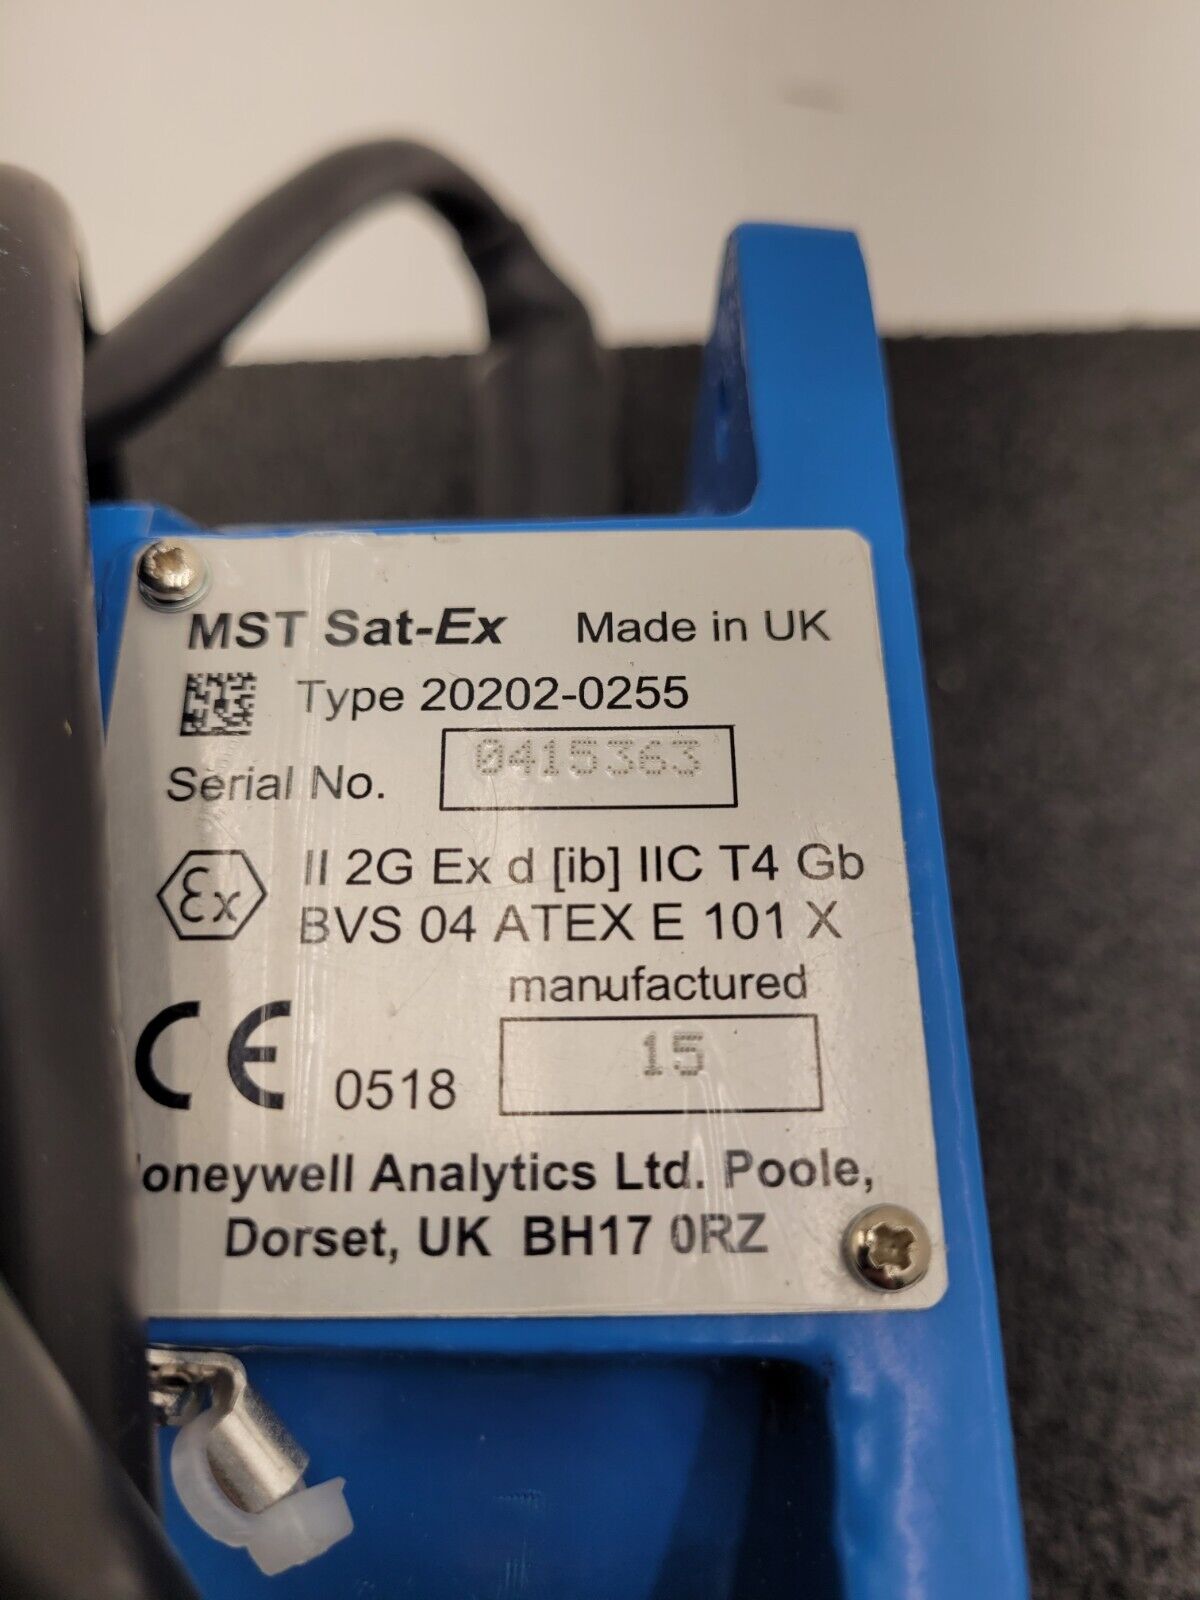 MST Sat-Ex Made in UK
Type 20202-0255
Serial No. 0415363
Ex II 2G Ex d [ib] IIC T4 Gb
BVS 04 ATEX E 101 X
manufactured
CE 0518 15
oneywell Analytics Ltd. Poole,
Dorset, UK BH17 0RZ